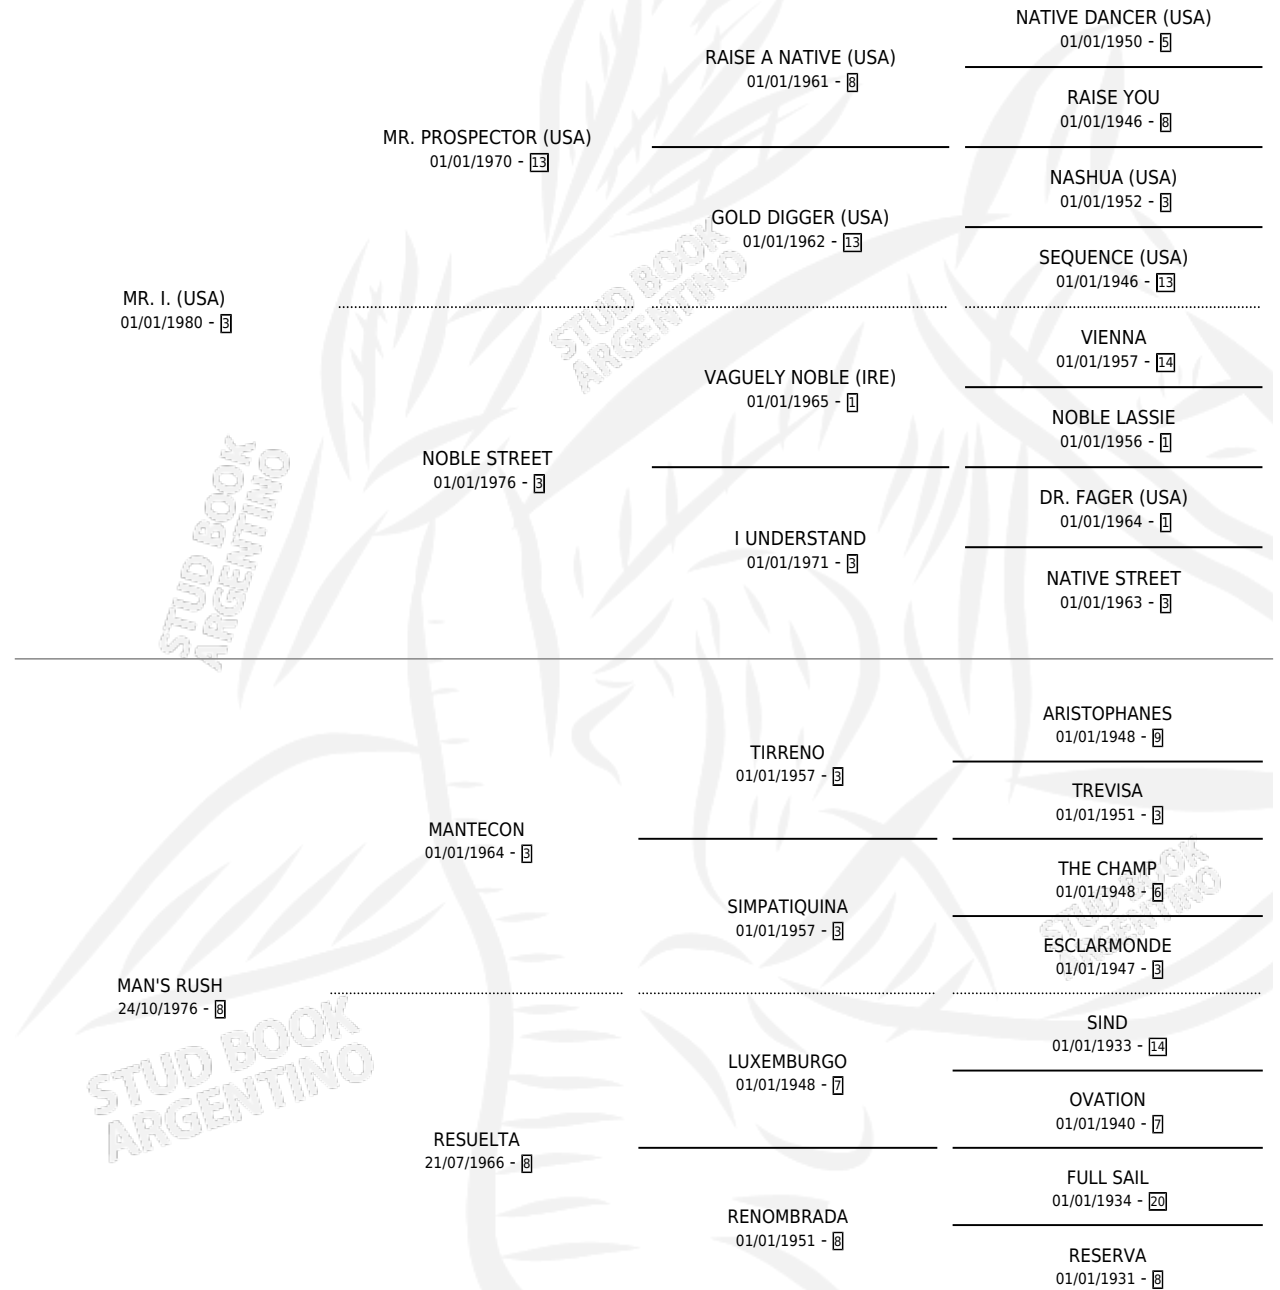 NATIVE DANCER (USA)
01/01/1950 - 5
RAISE A NATIVE (USA)
01/01/1961 - 8
RAISE YOU
01/01/1946 - 8
MR. PROSPECTOR (USA)
01/01/1970 - 13
NASHUA (USA)
01/01/1952 - 3
GOLD DIGGER (USA)
01/01/1962 - 13
SEQUENCE (USA)
01/01/1946 - 13
MR. I. (USA)
01/01/1980 - 3
STUD BOOK
ARGENTINO
VIENNA
01/01/1957 - 14
VAGUELY NOBLE (IRE)
01/01/1965 - 1
NOBLE LASSIE
01/01/1956 - 1
NOBLE STREET
01/01/1976 - 3
DR. FAGER (USA)
01/01/1964 - 1
I UNDERSTAND
01/01/1971 - 3
NATIVE STREET
01/01/1963 - 3
STUD BOOK
ARGENTINO
ARISTOPHANES
01/01/1948 - 9
TIRRENO
01/01/1957 - 3
TREVISA
01/01/1951 - 3
MANTECON
01/01/1964 - 3
THE CHAMP
01/01/1948 - 6
SIMPATIQUINA
01/01/1957 - 3
STUD BOOK
ARGENTINO
ESCLARMONDE
01/01/1947 - 3
MAN'S RUSH
24/10/1976 - 8
SIND
01/01/1933 - 14
LUXEMBURGO
01/01/1948 - 7
STUD BOOK
ARGENTINO
OVATION
01/01/1940 - 7
RESUELTA
21/07/1966 - 8
FULL SAIL
01/01/1934 - 20
RENOMBRADA
01/01/1951 - 8
RESERVA
01/01/1931 - 8